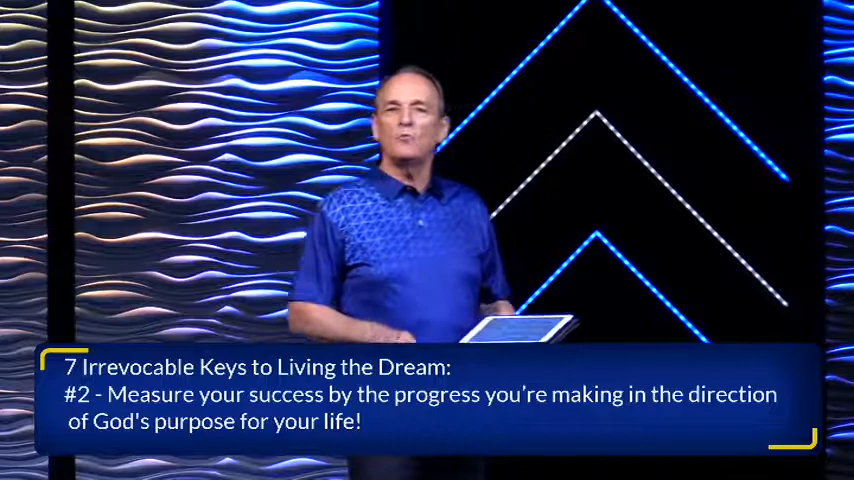 7 Irrevocable Keys to Living the Dream:
#2 - Measure your success by the progress you're making in the direction
of God's purpose for your life!